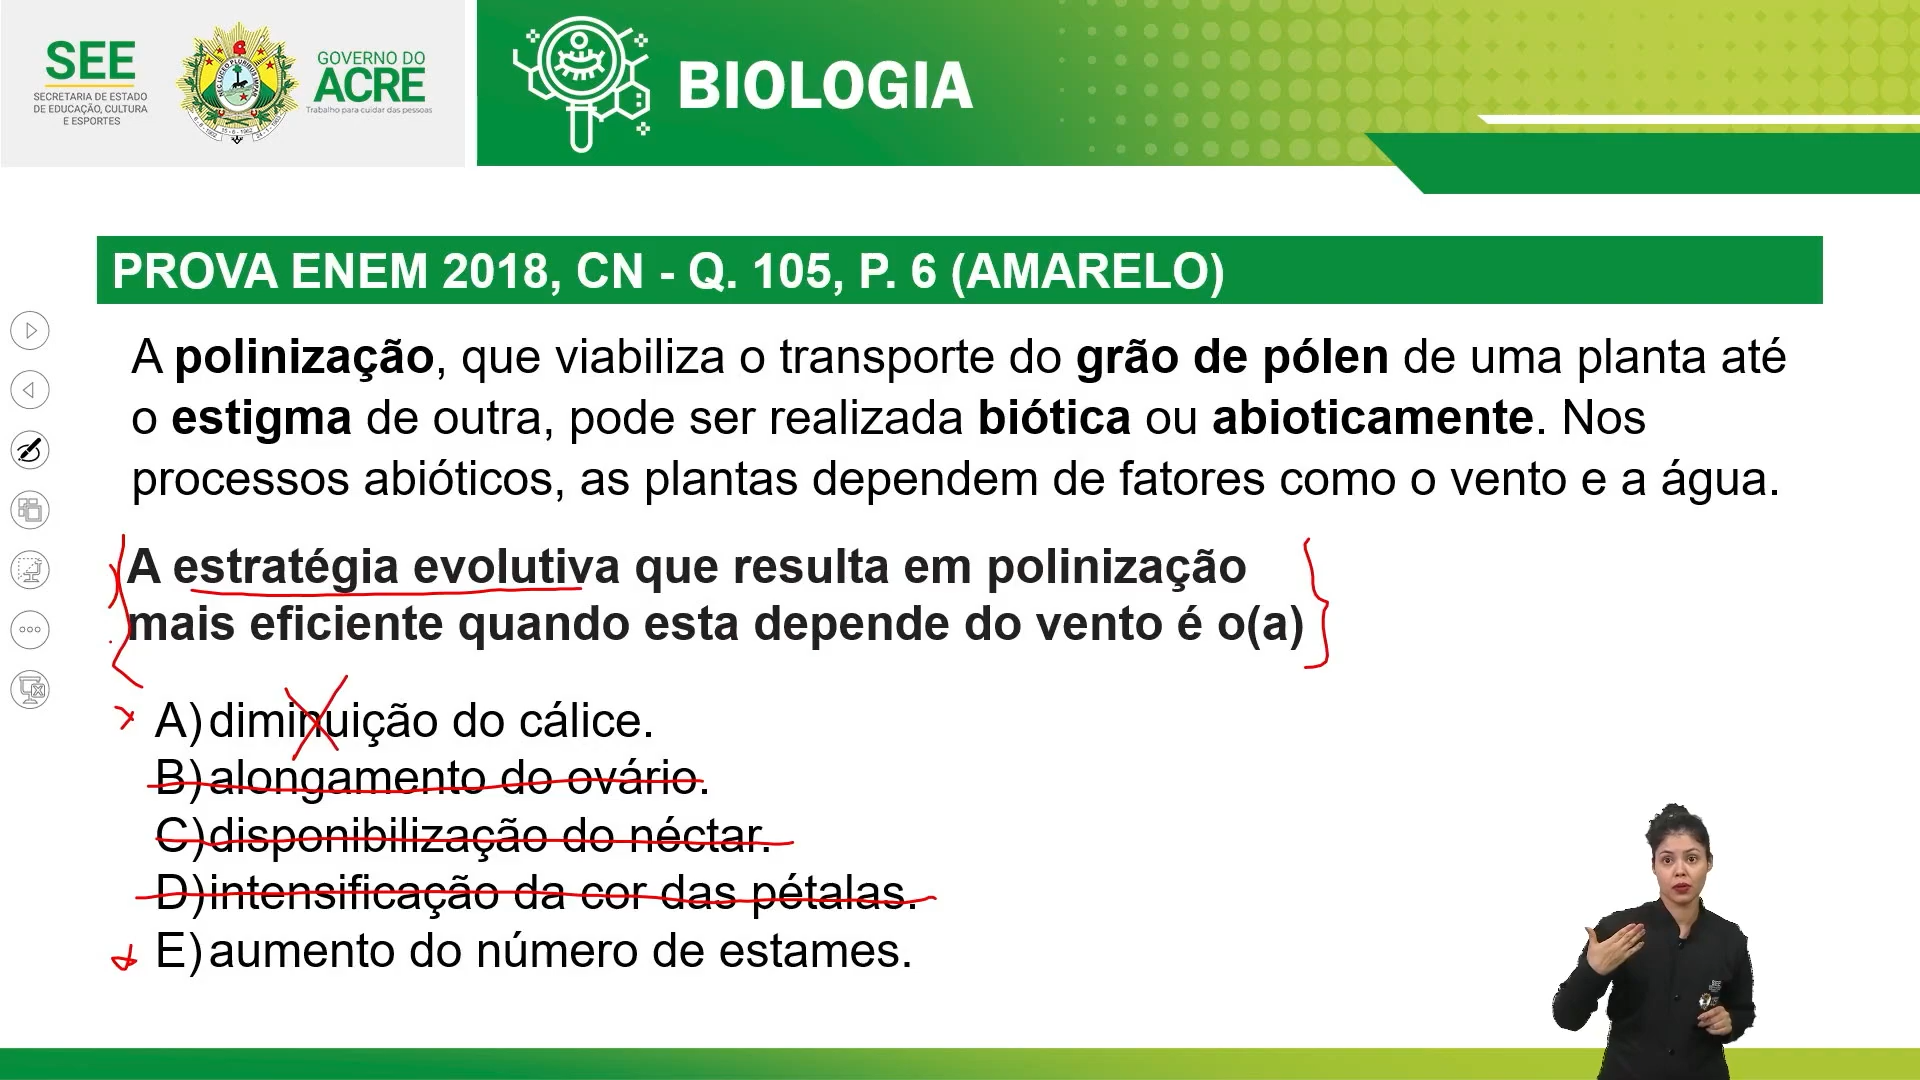 SEE
SECRETARIA DE ESTADO
DE EDUCAÇÃO, CULTURA
E ESPORTES
GOVERNO DO
ACRE
Trabalho para cuidar das pessoas
BIOLOGIA
PROVA ENEM 2018, CN - Q. 105, P. 6 (AMARELO)
A polinização, que viabiliza o transporte do grão de pólen de uma planta até
o estigma de outra, pode ser realizada biótica ou abioticamente. Nos
processos abióticos, as plantas dependem de fatores como o vento e a água.
A estratégia evolutiva que resulta em polinização
mais eficiente quando esta depende do vento é o(a)
A) diminuição do cálice.
B) alongamento do ovário.
C) disponibilização do néctar.
D) intensificação da cor das pétalas.
E) aumento do número de estames.